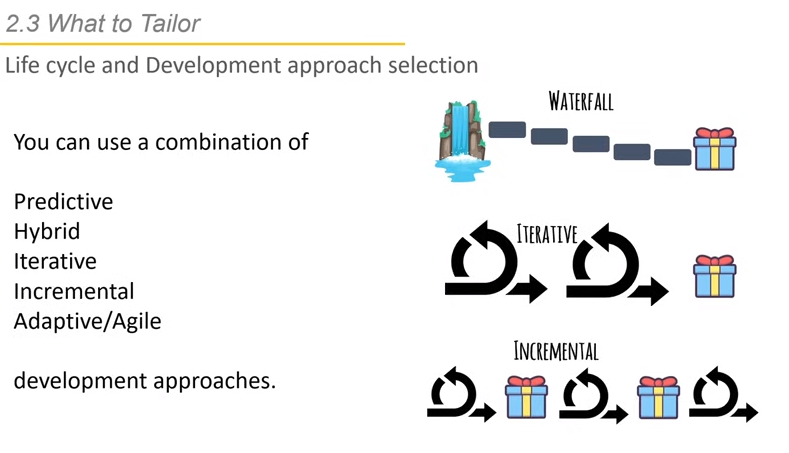 2.3 What to Tailor
Life cycle and Development approach selection
You can use a combination of
Predictive
Hybrid
Iterative
Incremental
Adaptive/Agile
development approaches.
WATERFALL
ITERATIVE
INCREMENTAL